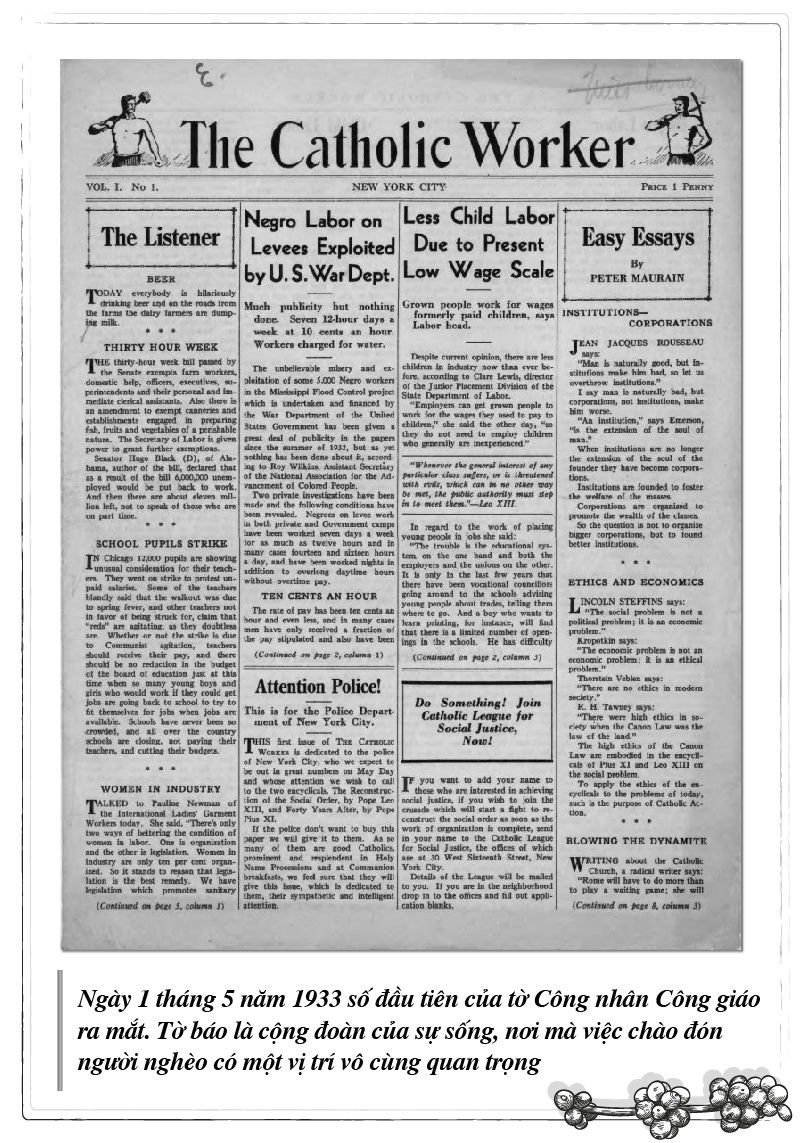 The Catholic Worker
VOL. I. No 1.
NEW YORK CITY
PRICE 1 PENNY
The Listener
BEER
TODAY everybody is hilariously
drinking beer and on the roads from
the farms the dairy farmers are dump-
ing milk.
* * *
THIRTY HOUR WEEK
THE thirty-hour week bill passed by
the Senate exempts farm workers,
domestic help, officers, executives, su-
perintendents and their personal and im-
mediate clerical assistants. Also there is
an amendment to exempt canneries and
establishments engaged in preparing
fish, fruits and vegetables of a perishable
nature. The Secretary of Labor is given
power to grant further exemptions.
Senator Hugo Black (D), of Ala-
bama, author of the bill, declared that
as a result of the bill 6,000,000 unem-
ployed would be put back to work.
And then there are about eleven mil-
lion left, not to speak of those who are
on part time.
* * *
SCHOOL PUPILS STRIKE
IN Chicago 12,000 pupils are showing
unusual consideration for their teach-
ers They went on strike in protest un-
paid salaries. Some of the teachers
blandly said that the walkout was due
to spring fever, and other teachers not
in favor of being struck for, claim that
"reds" are agitating, as they doubtless
are. Whether or not the strike is due
to Communist agitation, teachers
should receive their pay, and there
should be no reduction in the budget
of the board of education just at this
time when so many young boys and
girls who would work if they could get
jobs are going back to school to try to
fit themselves for jobs when jobs are
available. Schools have never been so
crowded, and all over the country
schools are closing, not paying their
teachers, and cutting their budgets.
* * *
WOMEN IN INDUSTRY
TALKED to Pauline Newman of
the International Ladies' Garment
Workers today. She said, "There's only
two ways of bettering the condition of
women in labor. One is organization
and the other is legislation. Women in
industry are only ten per cent organ-
ized. So it stands to reason that legis-
lation is the best remedy. We have
legislation which promotes sanitary
(Continued on page 5, column 1)
Negro Labor on
Levees Exploited
by U. S. War Dept.
Much publicity but nothing
done. Seven 12-hour days a
week at 10 cents an hour.
Workers charged for water.
The unbelievable misery and ex-
ploitation of some 5,000 Negro workers
in the Mississippi Flood Control project
which is undertaken and financed by
the War Department of the United
States Government has been given a
great deal of publicity in the papers
since the summer of 1932, but as yet
nothing has been done about it, accord-
ing to Roy Wilkins, Assistant Secretary
of the National Association for the Ad-
vancement of Colored People.
Two private investigations have been
made and the following conditions have
been revealed. Negroes on levee work
in both private and Government camps
have been worked seven days a week
for as much as twelve hours and in
many cases fourteen and sixteen hours
a day, and have been worked nights in
addition to overlong daytime hours
without overtime pay.
TEN CENTS AN HOUR
The rate of pay has been ten cents an
hour and even less, and in many cases
men have only received a fraction of
the pay stipulated and also have been
(Continued on page 2, column 1)
Attention Police!
This is for the Police Depart-
ment of New York City.
THIS first issue of THE CATHOLIC
WORKER is dedicated to the police
of New York City, who we expect to
be out in great numbers on May Day
and whose attention we wish to call
to the two encyclicals, The Reconstruc-
tion of the Social Order, by Pope Leo
XIII, and Forty Years After, by Pope
Pius XI.
If the police don't want to buy this
paper we will give it to them. As so
many of them are good Catholics,
prominent and resplendent in Holy
Name Processions and at Communion
breakfasts, we feel sure that they will
give this issue, which is dedicated to
them, their sympathetic and intelligent
attention.
Less Child Labor
Due to Present
Low Wage Scale
Grown people work for wages
formerly paid children, says
Labor head.
Despite current opinion, there are less
children in industry now than ever be-
fore, according to Clare Lewis, director
of the Junior Placement Division of the
State Department of Labor.
"Employers can get grown people to
work for the wages they used to pay to
children," she said the other day, "so
they do not need to employ children
who generally are inexperienced."
"Whenever the general interest of any
particular class suffers, or is threatened
with evils, which can in no other way
be met, the public authority must step
in to meet them."—Leo XIII.
In regard to the work of placing
young people in jobs she said:
"The trouble is the educational sys-
tem on the one hand and both the
employers and the unions on the other.
It is only in the last few years that
there have been vocational councillors
going around to the schools advising
young people about trades, telling them
where to go. And a boy who wants to
learn printing, for instance, will find
that there is a limited number of open-
ings in the schools. He has difficulty
(Continued on page 2, column 3)
Do Something! Join
Catholic League for
Social Justice,
Now!
IF you want to add your name to
those who are interested in achieving
social justice, if you wish to join the
crusade which will start a fight to re-
construct the social order as soon as the
work of organization is complete, send
in your name to the Catholic League
for Social Justice, the offices of which
are at 30 West Sixteenth Street, New
York City.
Details of the League will be mailed
to you. If you are in the neighborhood
drop in to the offices and fill out appli-
cation blanks.
Easy Essays
By
PETER MAURAIN
INSTITUTIONS—
CORPORATIONS
JEAN JACQUES ROUSSEAU
says:
"Man is naturally good, but in-
stitutions make him bad, so let us
overthrow institutions."
I say man is naturally bad, but
corporations, not institutions, make
him worse.
"An institution," says Emerson,
"is the extension of the soul of
man."
When institutions are no longer
the extension of the soul of the
founder they have become corpora-
tions.
Institutions are founded to foster
the welfare of the masses.
Corporations are organized to
promote the wealth of the classes.
So the question is not to organize
bigger corporations, but to found
better institutions.
* * *
ETHICS AND ECONOMICS
LINCOLN STEFFINS says:
"The social problem is not a
political problem; it is an economic
problem."
Kropotkin says:
"The economic problem is not an
economic problem: it is an ethical
problem."
Thorstein Veblan says:
"There are no ethics in modern
society."
R. H. Tawney says:
"There were high ethics in so-
ciety when the Canon Law was the
law of the land."
The high ethics of the Canon
Law are embodied in the encycli-
cals of Pius XI and Leo XIII on
the social problem.
To apply the ethics of the en-
cyclicals to the problems of today,
such is the purpose of Catholic Ac-
tion.
* * *
BLOWING THE DYNAMITE
WRITING about the Catholic
Church, a radical writer says:
"Rome will have to do more than
to play a waiting game; she will
(Continued on page 8, column 3)
Ngày 1 tháng 5 năm 1933 số đầu tiên của tờ Công nhân Công giáo
ra mắt. Tờ báo là cộng đoàn của sự sống, nơi mà việc chào đón
người nghèo có một vị trí vô cùng quan trọng